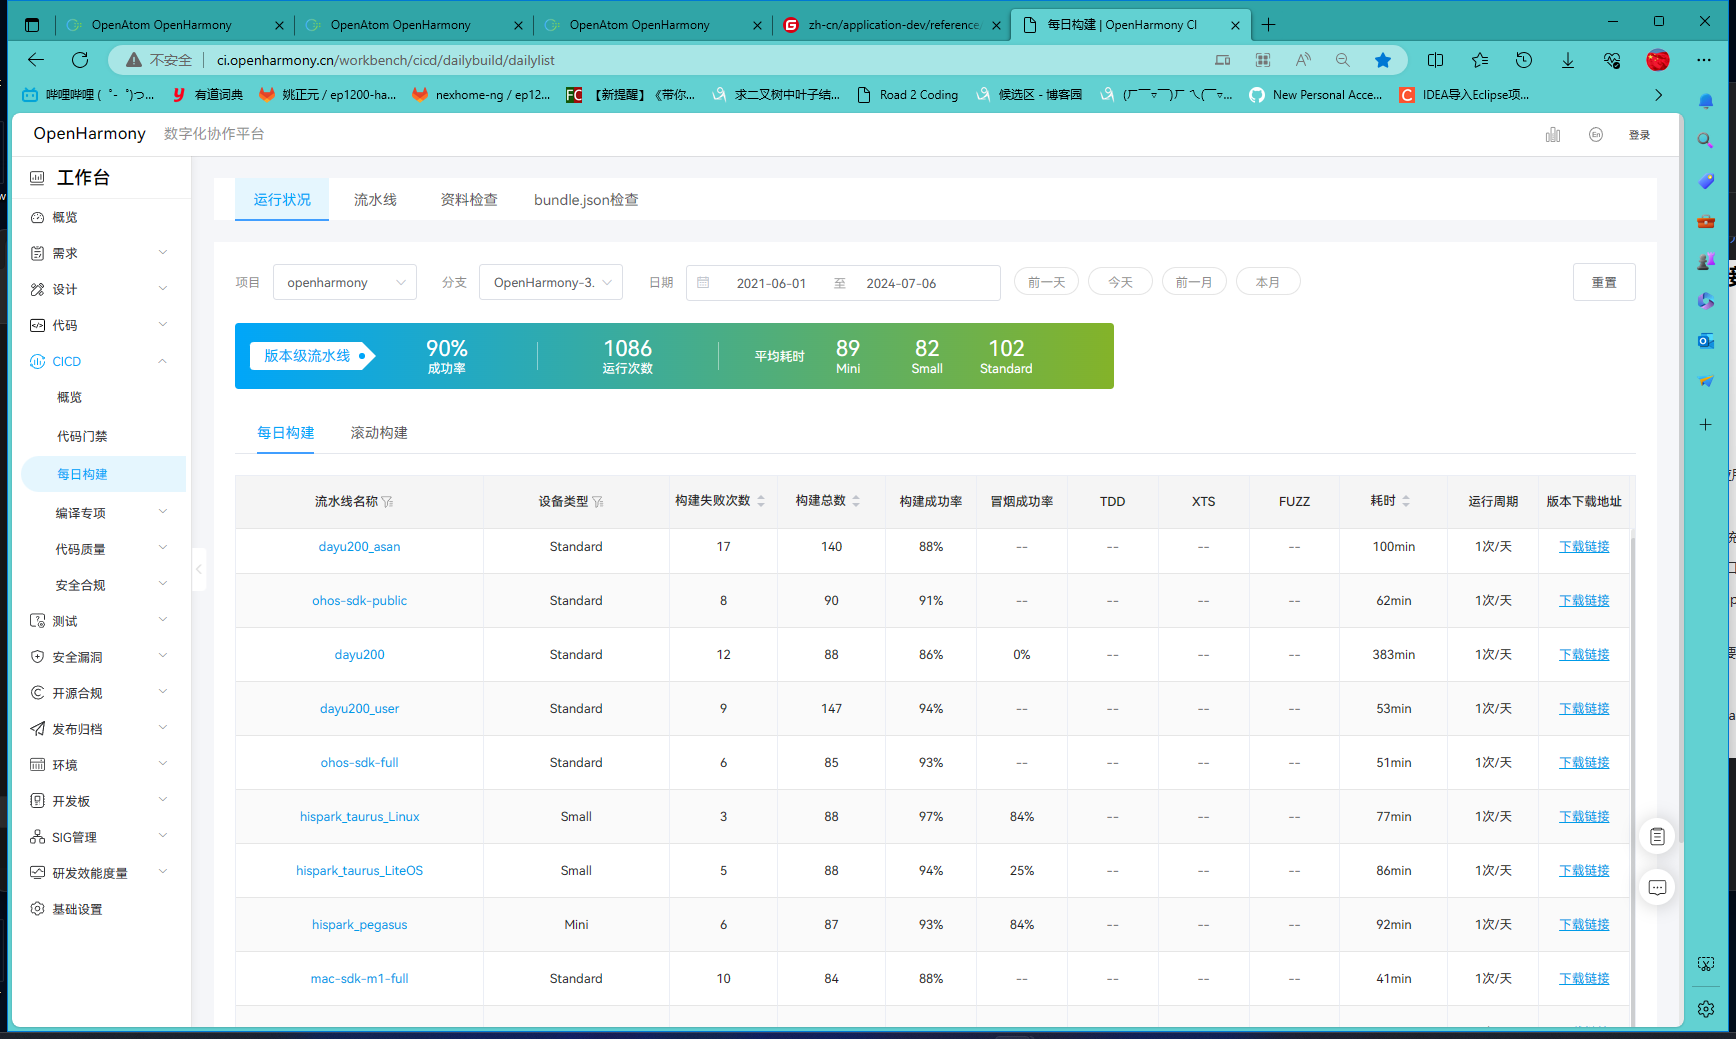 OpenAtom OpenHarmony
OpenAtom OpenHarmony
OpenAtom OpenHarmony
zh-cn/application-dev/reference
每日构建 | OpenHarmony CI
不安全
ci.openharmony.cn/workbench/cicd/dailybuild/dailylist
哔哩哔哩 (゜-゜)つ...
有道词典
姚正元 / ep1200-ha...
nexhome-ng / ep12...
【新提醒】《带你...
求二叉树中叶子结...
Road 2 Coding
候选区 - 博客园
(厂￣▽￣)厂 乀(￣▿...
New Personal Acce...
IDEA导入Eclipse项...
OpenHarmony 数字化协作平台
En
登录
工作台
概览
需求
设计
代码
CICD
概览
代码门禁
每日构建
编译专项
代码质量
安全合规
测试
安全漏洞
开源合规
发布归档
环境
开发板
SIG管理
研发效能度量
基础设置
运行状况 流水线 资料检查 bundle.json检查
项目 openharmony 分支 OpenHarmony-3. 日期 2021-06-01 至 2024-07-06 前一天 今天 前一月 本月 重置
版本级流水线 90% 成功率 1086 运行次数 平均耗时 89 Mini 82 Small 102 Standard
每日构建 滚动构建
流水线名称 设备类型 构建失败次数 构建总数 构建成功率 冒烟成功率 TDD XTS FUZZ 耗时 运行周期 版本下载地址
dayu200_asan Standard 17 140 88% -- -- -- -- 100min 1次/天 下载链接
ohos-sdk-public Standard 8 90 91% -- -- -- -- 62min 1次/天 下载链接
dayu200 Standard 12 88 86% 0% -- -- -- 383min 1次/天 下载链接
dayu200_user Standard 9 147 94% -- -- -- -- 53min 1次/天 下载链接
ohos-sdk-full Standard 6 85 93% -- -- -- -- 51min 1次/天 下载链接
hispark_taurus_Linux Small 3 88 97% 84% -- -- -- 77min 1次/天 下载链接
hispark_taurus_LiteOS Small 5 88 94% 25% -- -- -- 86min 1次/天 下载链接
hispark_pegasus Mini 6 87 93% 84% -- -- -- 92min 1次/天 下载链接
mac-sdk-m1-full Standard 10 84 88% -- -- -- -- 41min 1次/天 下载链接